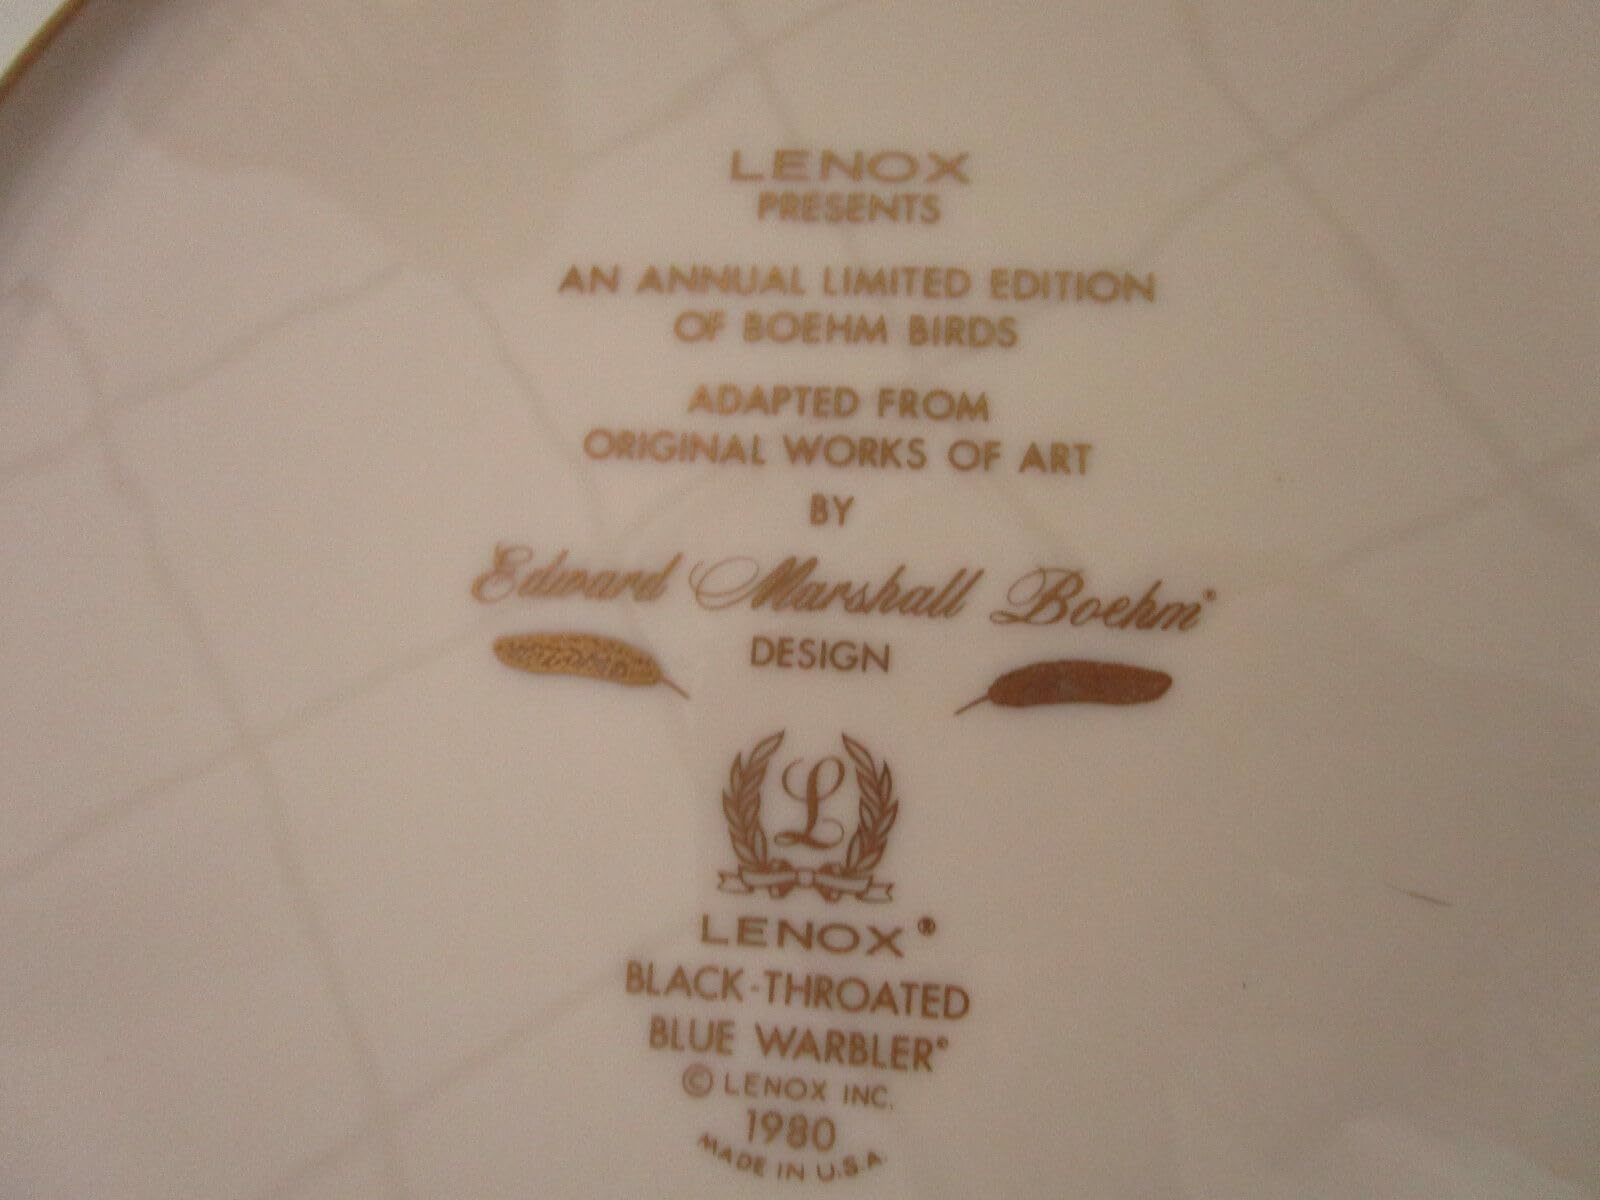 LENOX
PRESENTS
AN ANNUAL LIMITED EDITION
OF BOEHM BIRDS
ADAPTED FROM
ORIGINAL WORKS OF ART
BY
Edward Marshall Boehm®
DESIGN
L
LENOX®
BLACK-THROATED
BLUE WARBLER®
© LENOX INC.
1980
MADE IN U.S.A.